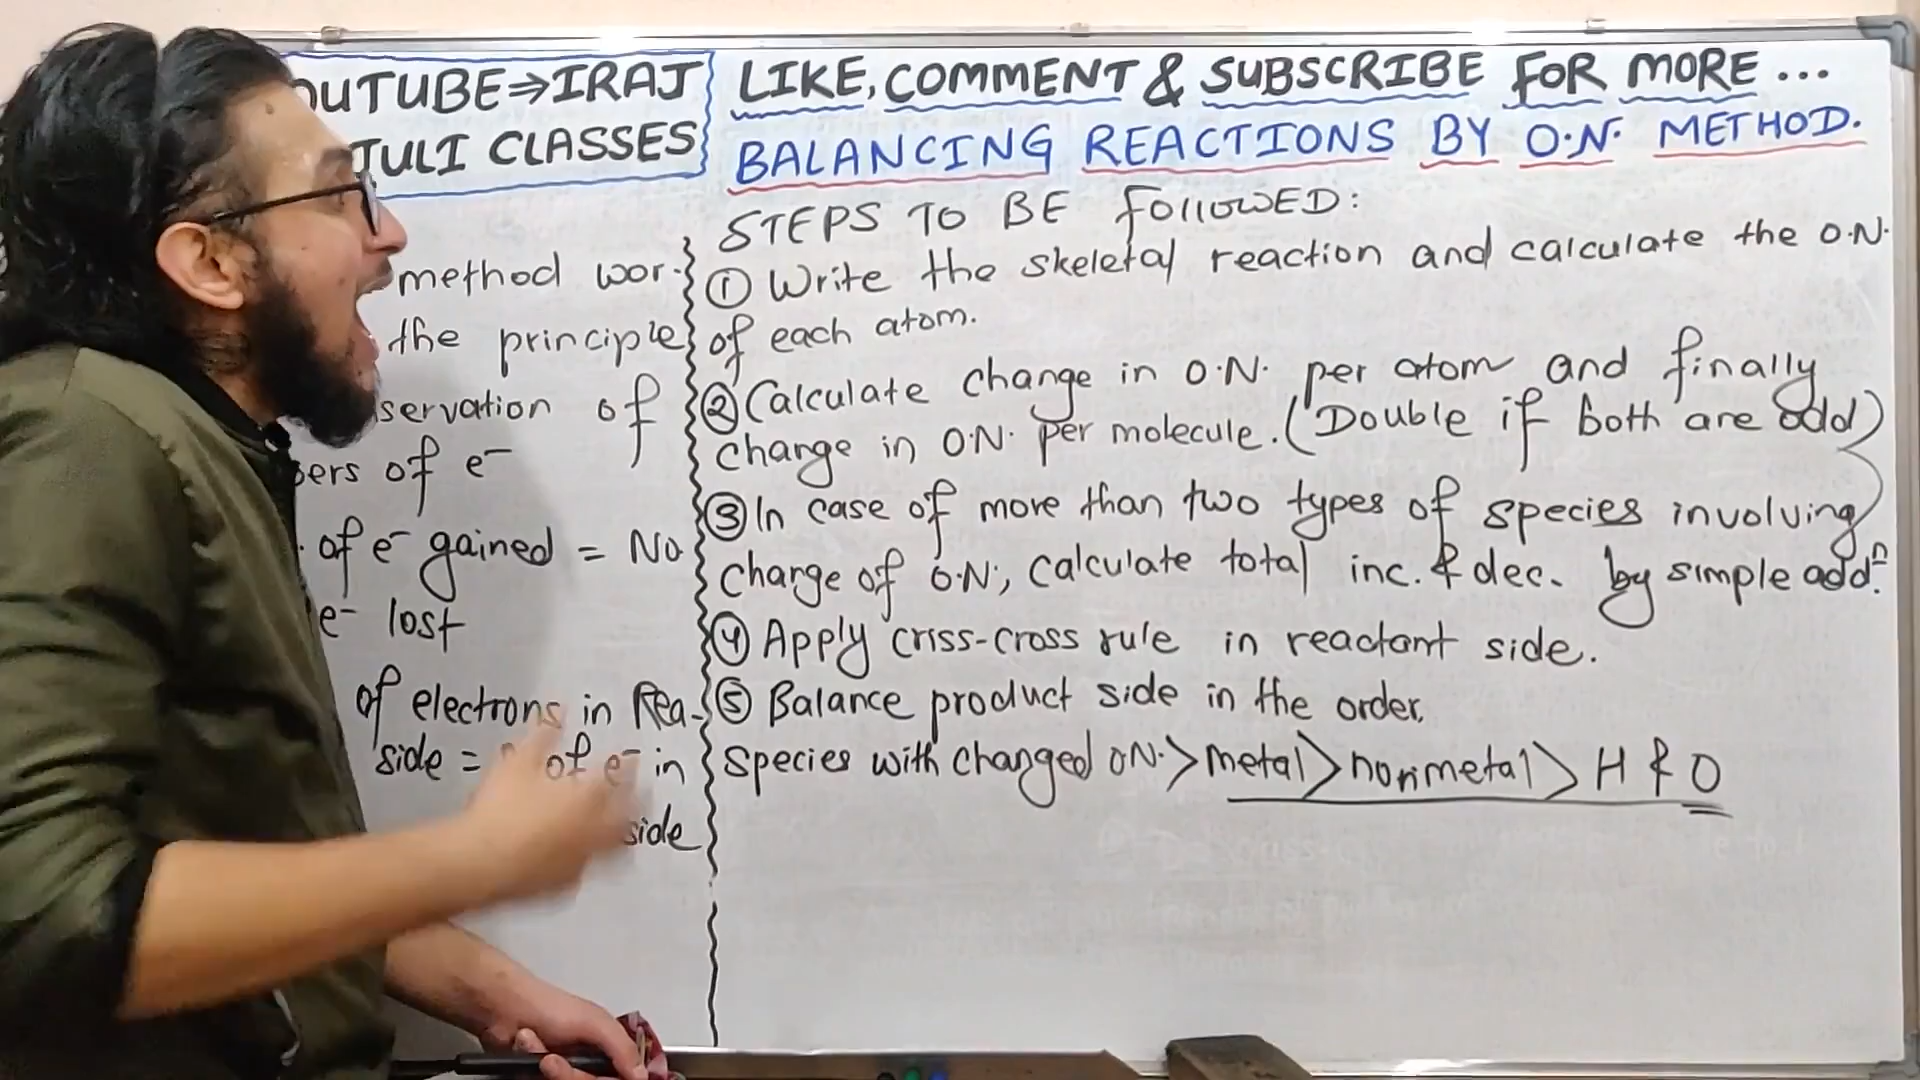 OUTUBE⇒IRAJ
TULI CLASSES
LIKE, COMMENT & SUBSCRIBE FOR MORE ...
BALANCING REACTIONS BY O.N. METHOD.
method wor-
the principle
servation of
bers of e⁻
of e⁻ gained = No
e⁻ lost
of electrons in Rea-
side = of e⁻ in
side
STEPS TO BE FOLLOWED:
① Write the skeletal reaction and calculate the O.N.
of each atom.
② Calculate change in O.N. per atom and finally
change in O.N. per molecule. (Double if both are odd)
③ In case of more than two types of species involving
change of O.N., calculate total inc. & dec. by simple addⁿ.
④ Apply criss-cross rule in reactant side.
⑤ Balance product side in the order,
species with changed ON. > metal > nonmetal > H & O